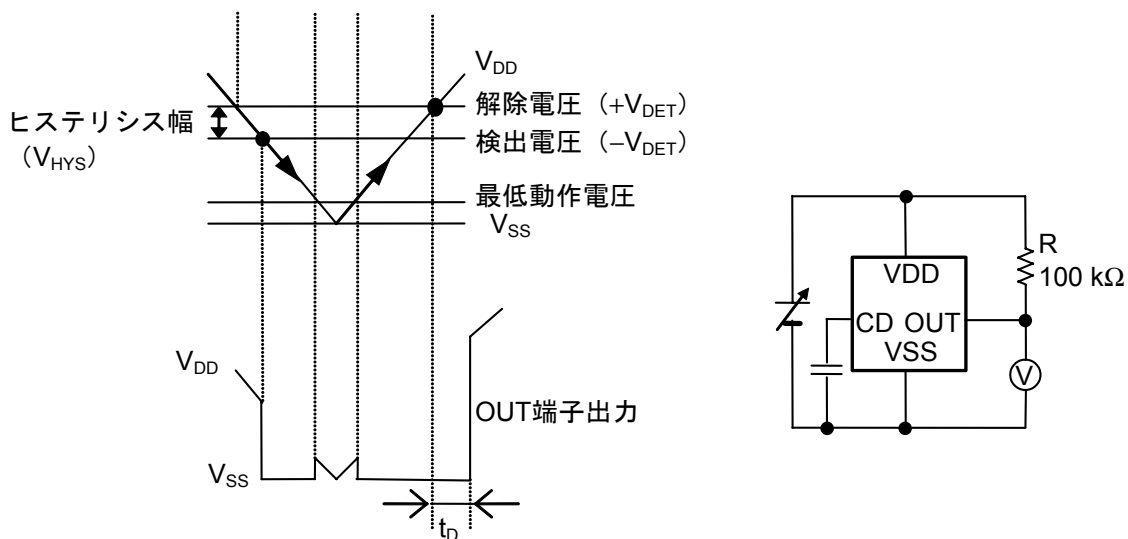 V_DD
解除電圧（+V_DET）
ヒステリシス幅
（V_HYS）
検出電圧（−V_DET）
最低動作電圧
V_SS
V_DD
OUT端子出力
V_SS
t_D
R
100 kΩ
VDD
CD OUT
VSS
V